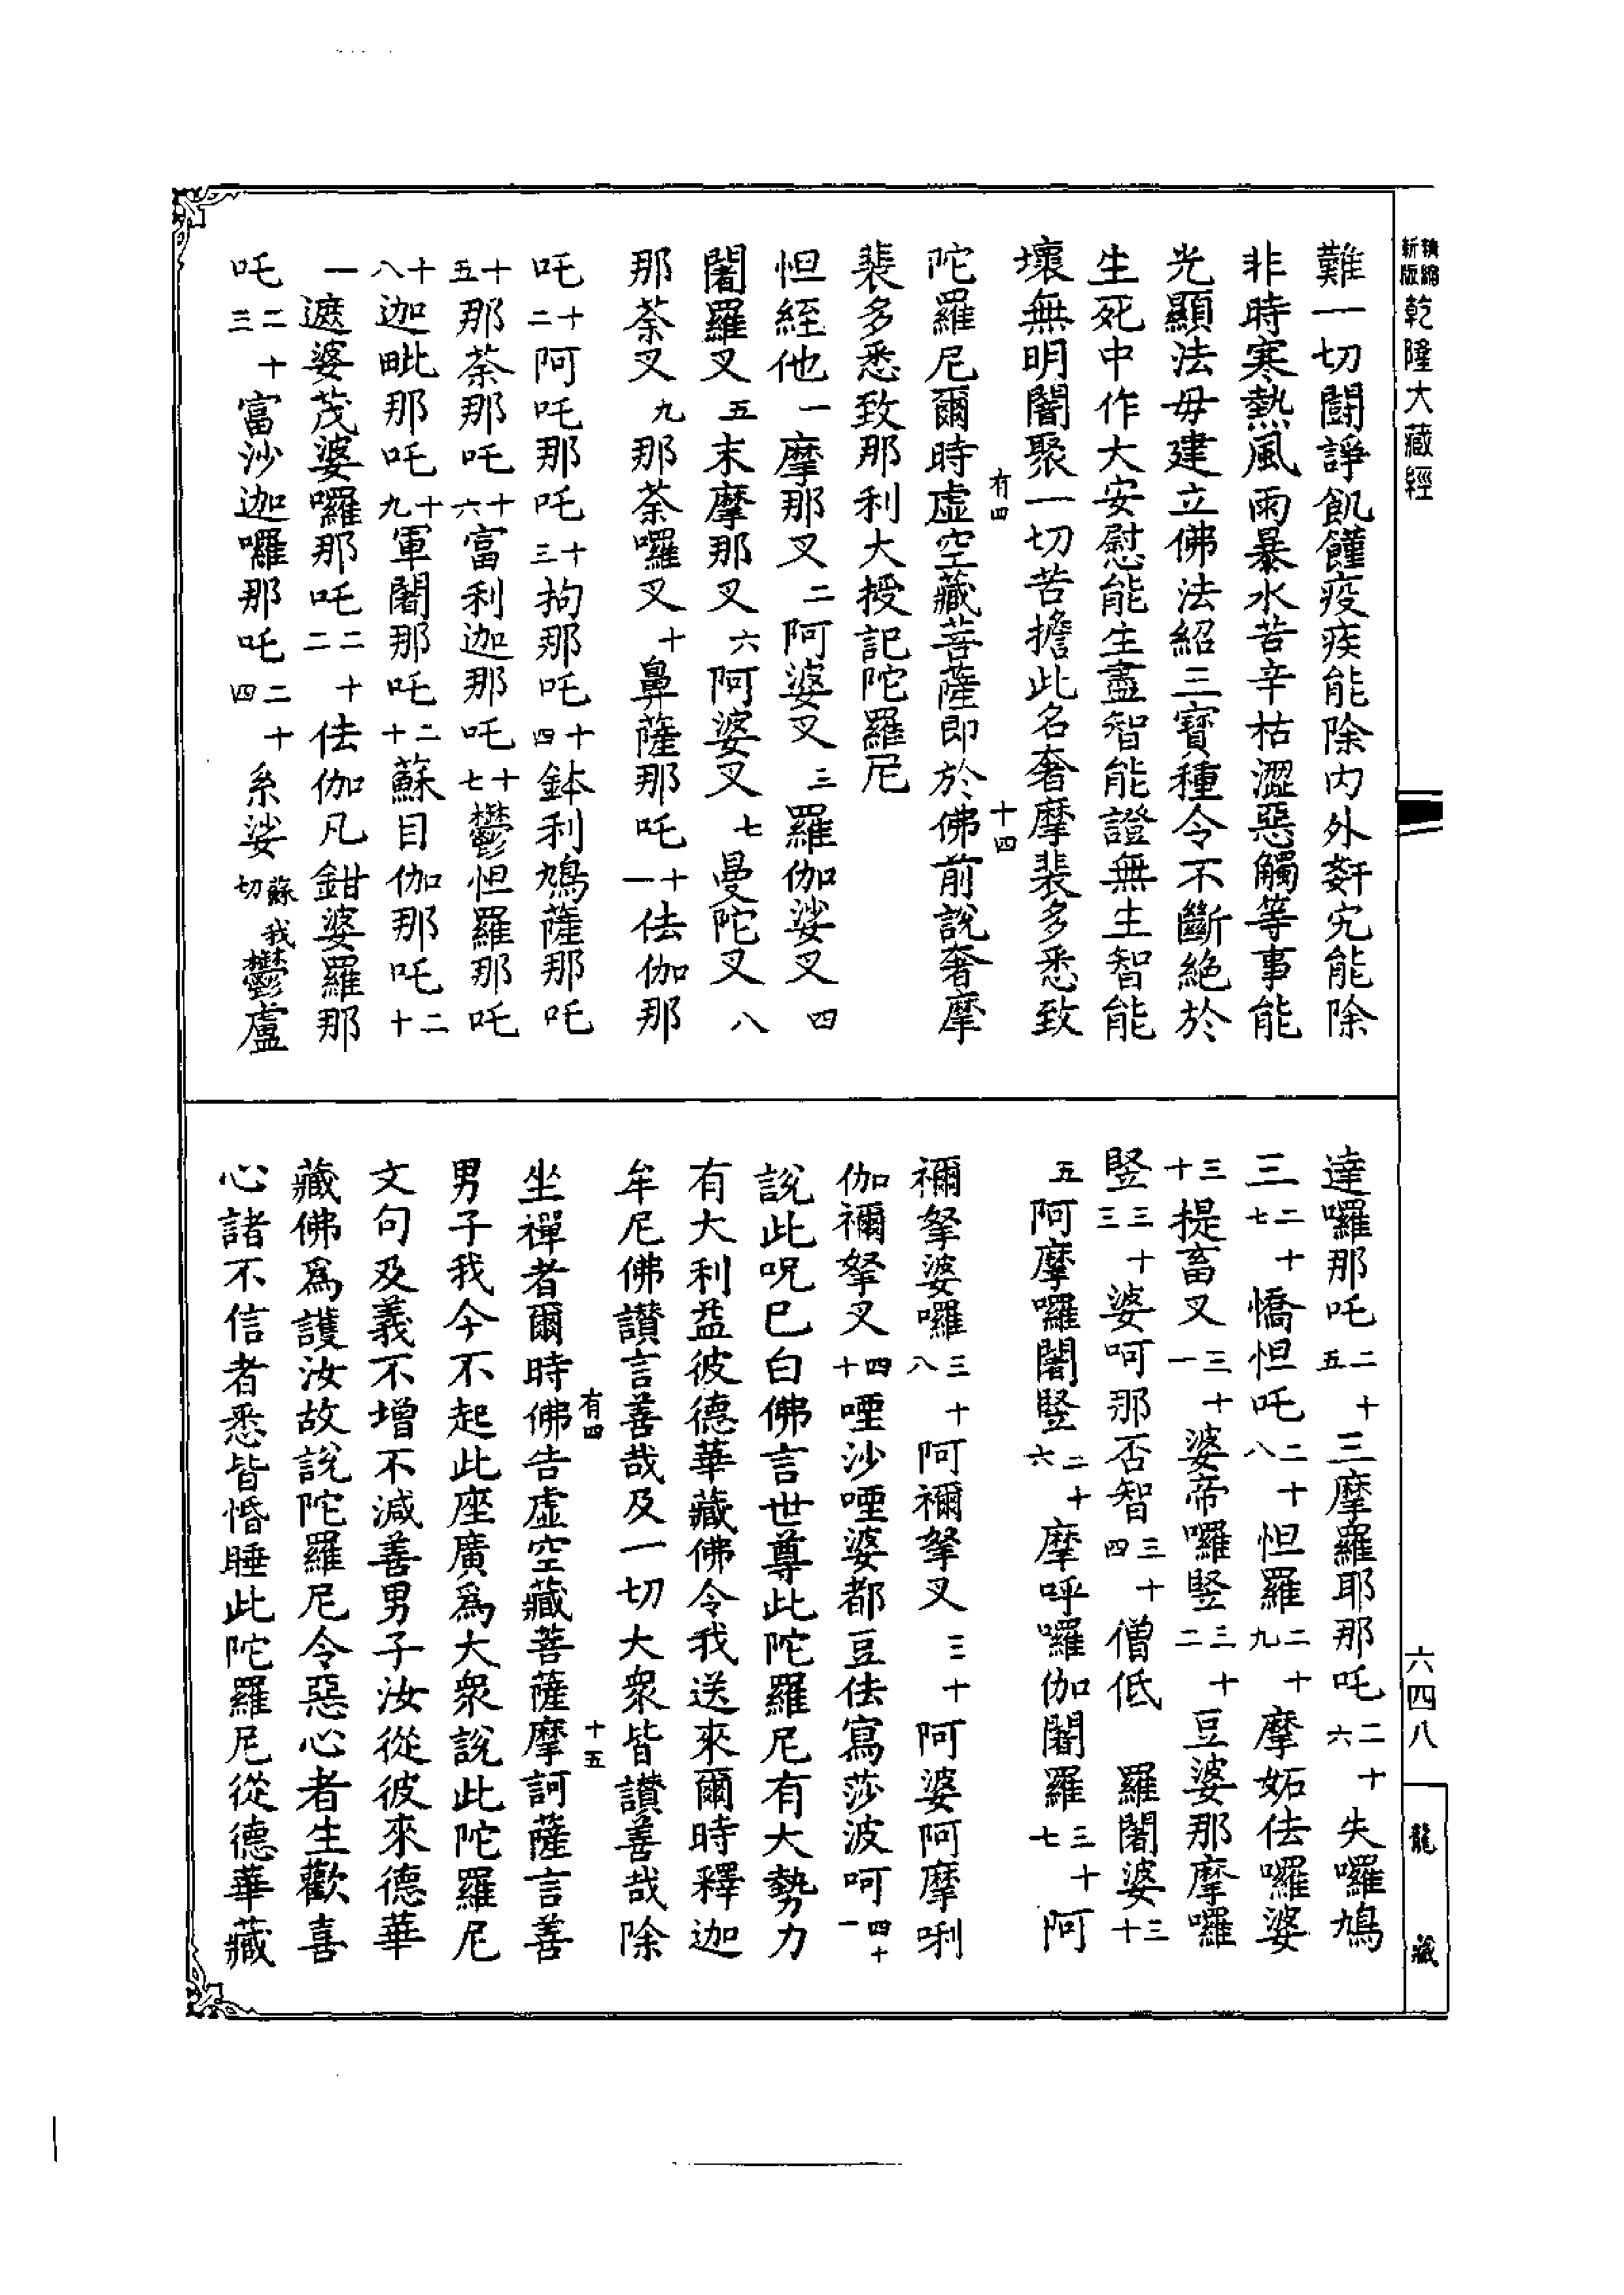 精縮新版乾隆大藏經
難一切鬪諍飢饉疫疾能除内外姧宄能除
非時寒熱風雨暴水苦辛枯澀惡觸等事能
光顯法毋建立佛法紹三寶種令不斷絶於
生死中作大安慰能生盡智能證無生智能
壞無明闇聚一切苦擔此名奢摩裴多悉致
有四 十四
陀羅尼爾時虛空藏菩薩即於佛前說奢摩
裴多悉致那利大授記陀羅尼
怛絰他一摩那叉二阿婆叉三羅伽娑叉四
闍羅叉五末摩那叉六阿婆叉七曼陀叉八
那荼叉九那荼囉叉十鼻薩那吒十一佉伽那
吒十二阿吒那吒十三拘那吒十四鉢利鳩薩那吒
十五那荼那吒十六富利迦那吒十七鬱怛羅那吒
十八迦毗那吒十九軍闍那吒二十蘇目伽那吒二十
一遮婆茂婆囉那吒二十二佉伽凡鉗婆羅那
吒二十三富沙迦囉那吒二十四系娑蘇我切鬱盧
達囉那吒二十五三摩羅耶那吒二十六失囉鳩
三二十七憍怛吒二十八怛羅二十九摩妬佉囉婆
三十提畜叉三十一婆帝囉竪三十二豆婆那摩囉
竪三十三婆呵那否智三十四僧低 羅闍婆三十
五阿摩囉闍竪二十六摩呼囉伽闍羅三十七阿
禰拏婆囉三十八阿禰拏叉三十阿婆阿摩唎
伽禰拏叉四十㖶沙㖶婆都豆佉寫莎波呵四十一
說此呪巳白佛言世尊此陀羅尼有大勢力
有大利益彼德華藏佛令我送來爾時釋迦
牟尼佛讃言善哉及一切大衆皆讃善哉除
有四 十五
坐禪者爾時佛告虛空藏菩薩摩訶薩言善
男子我今不起此座廣爲大衆說此陀羅尼
文句及義不增不減善男子汝從彼來德華
藏佛爲護汝故說陀羅尼令惡心者生歡喜
心諸不信者悉皆惛睡此陀羅尼從德華藏
六四八
龍藏